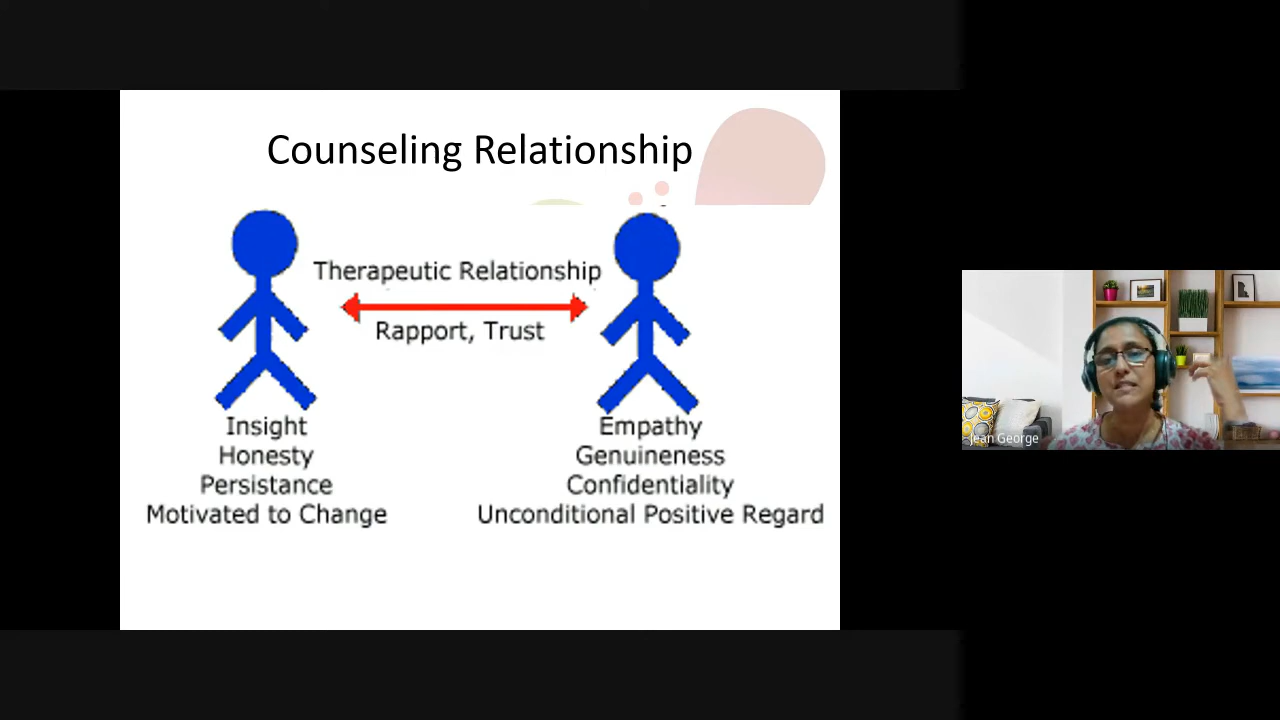 Counseling Relationship
Therapeutic Relationship
Rapport, Trust
Insight
Honesty
Persistance
Motivated to Change
Empathy
Genuineness
Confidentiality
Unconditional Positive Regard
Jean George